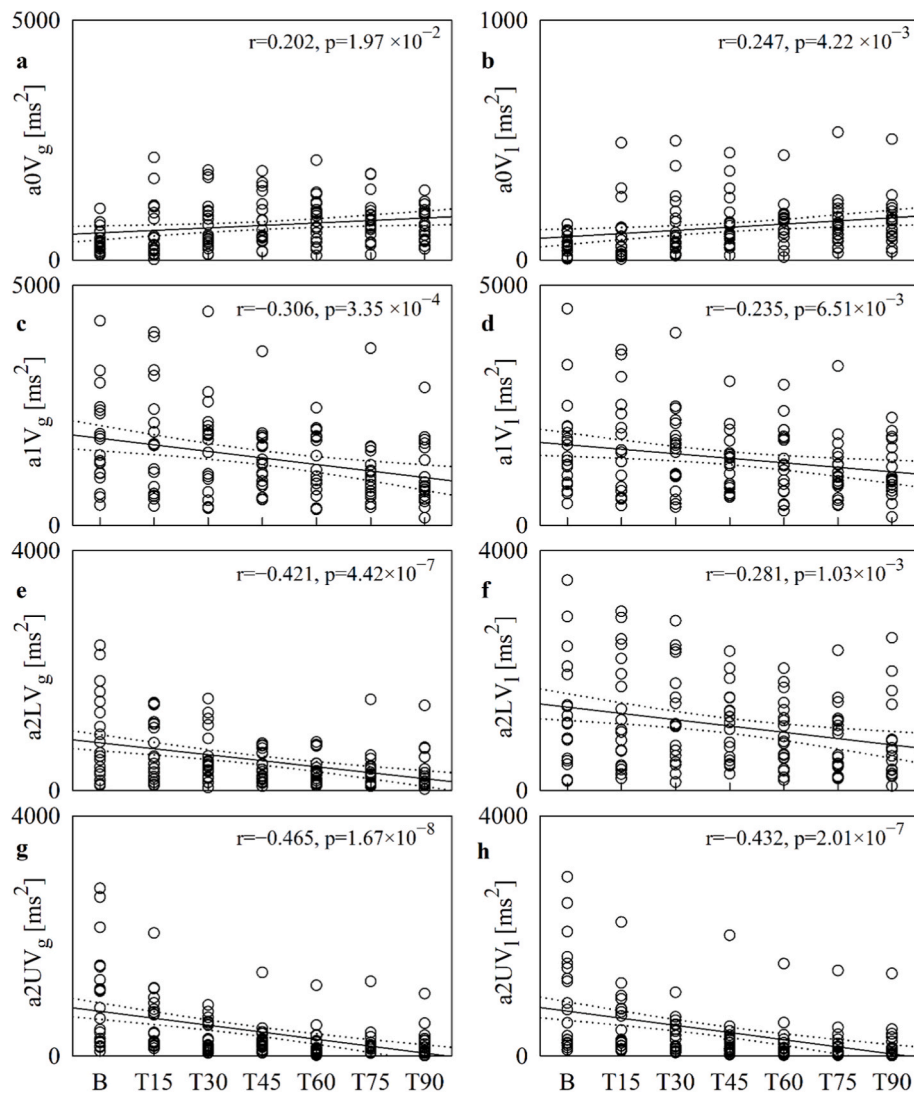 5000
r=0.202, p=1.97 ×10−2
a
a0Vg [ms2]
0
1000
r=0.247, p=4.22 ×10−3
b
a0Vl [ms2]
0
5000
r=−0.306, p=3.35 ×10−4
c
a1Vg [ms2]
0
5000
r=−0.235, p=6.51 ×10−3
d
a1Vl [ms2]
0
4000
r=−0.421, p=4.42×10−7
e
a2LVg [ms2]
0
4000
r=−0.281, p=1.03×10−3
f
a2LVl [ms2]
0
4000
r=−0.465, p=1.67×10−8
g
a2UVg [ms2]
0
B T15 T30 T45 T60 T75 T90
4000
r=−0.432, p=2.01×10−7
h
a2UVl [ms2]
0
B T15 T30 T45 T60 T75 T90